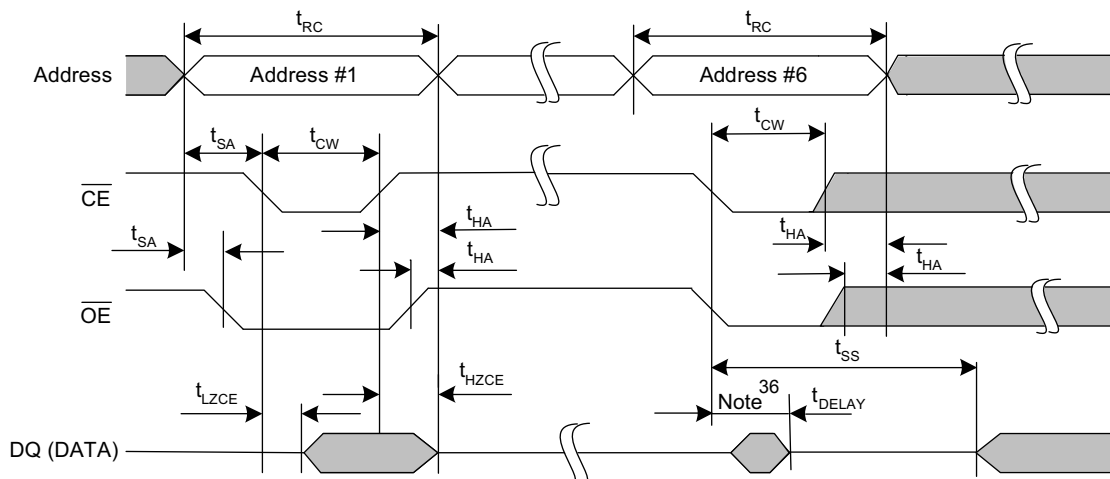 tRC tRC
Address Address #1 Address #6
tSA tCW tCW
CE
tHA
tSA tHA tHA
tHA
OE
tSS
tLZCE tHZCE Note36 tDELAY
DQ (DATA)